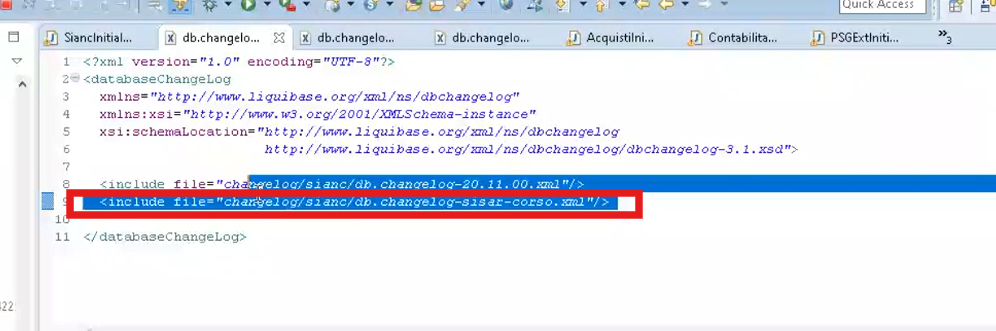 Quick Access
SiancInitial...
db.changelo...
db.changelo...
db.changelo...
AcquistiIni...
Contabilita...
PSGExtIniti...
»3
1 <?xml version="1.0" encoding="UTF-8"?>
2 <databaseChangeLog
3 xmlns="http://www.liquibase.org/xml/ns/dbchangelog"
4 xmlns:xsi="http://www.w3.org/2001/XMLSchema-instance"
5 xsi:schemaLocation="http://www.liquibase.org/xml/ns/dbchangelog
6 http://www.liquibase.org/xml/ns/dbchangelog/dbchangelog-3.1.xsd">
7
8 <include file="changelog/sianc/db.changelog-20.11.00.xml"/>
9 <include file="changelog/sianc/db.changelog-sisar-corso.xml"/>
10
11 </databaseChangeLog>
422